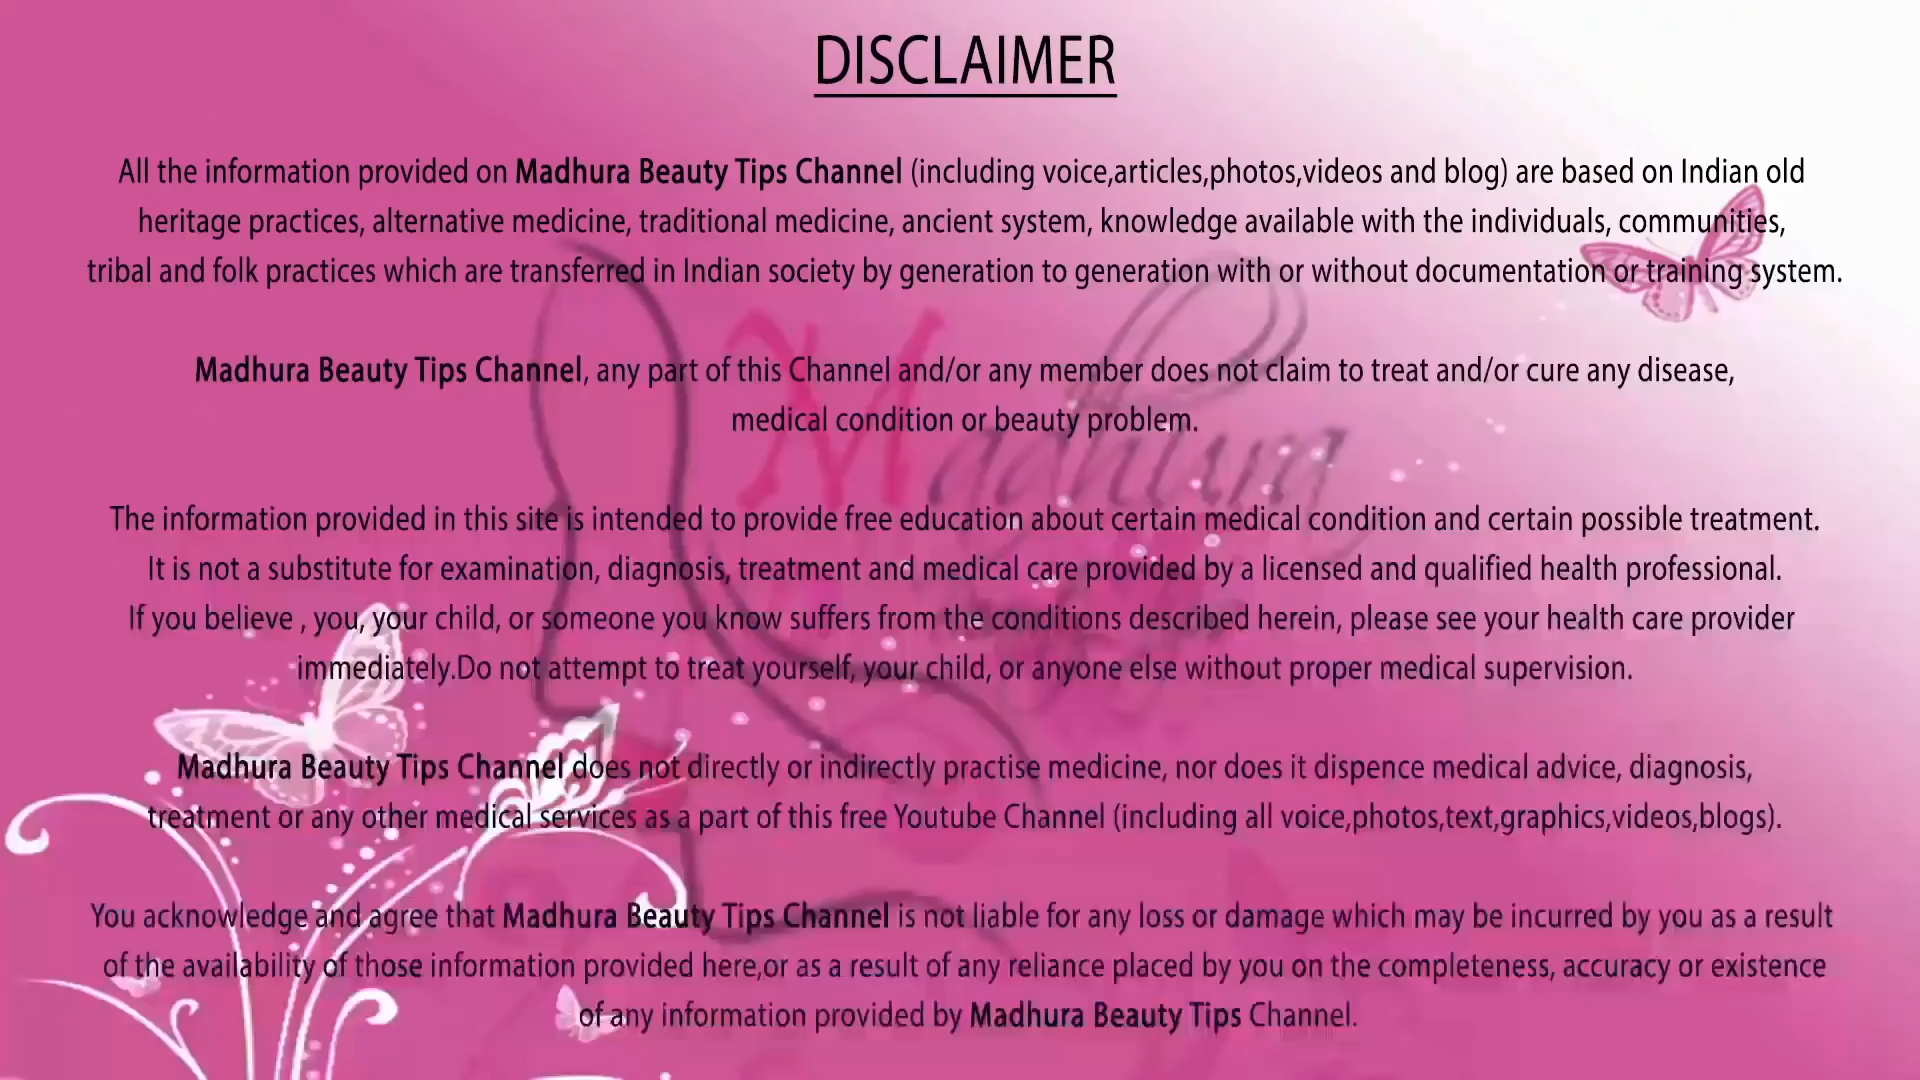 DISCLAIMER
All the information provided on Madhura Beauty Tips Channel (including voice,articles,photos,videos and blog) are based on Indian old
heritage practices, alternative medicine, traditional medicine, ancient system, knowledge available with the individuals, communities,
tribal and folk practices which are transferred in Indian society by generation to generation with or without documentation or training system.
Madhura Beauty Tips Channel, any part of this Channel and/or any member does not claim to treat and/or cure any disease,
medical condition or beauty problem.
Madhura
The information provided in this site is intended to provide free education about certain medical condition and certain possible treatment.
It is not a substitute for examination, diagnosis, treatment and medical care provided by a licensed and qualified health professional.
If you believe , you, your child, or someone you know suffers from the conditions described herein, please see your health care provider
immediately.Do not attempt to treat yourself, your child, or anyone else without proper medical supervision.
Madhura Beauty Tips Channel does not directly or indirectly practise medicine, nor does it dispence medical advice, diagnosis,
treatment or any other medical services as a part of this free Youtube Channel (including all voice,photos,text,graphics,videos,blogs).
You acknowledge and agree that Madhura Beauty Tips Channel is not liable for any loss or damage which may be incurred by you as a result
of the availability of those information provided here,or as a result of any reliance placed by you on the completeness, accuracy or existence
of any information provided by Madhura Beauty Tips Channel.